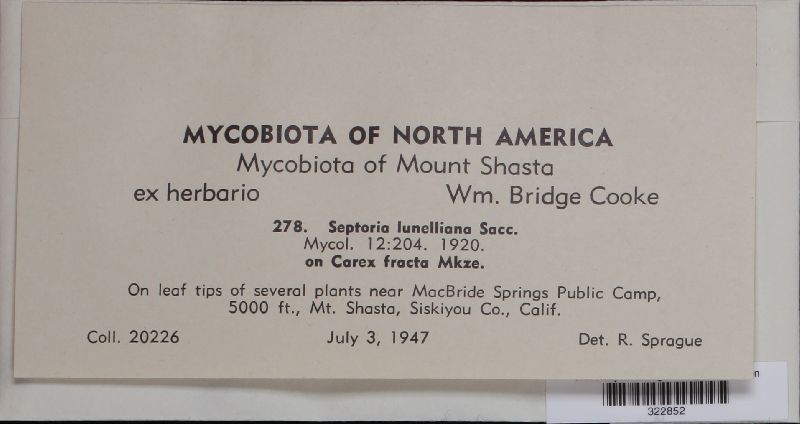 MYCOBIOTA OF NORTH AMERICA
Mycobiota of Mount Shasta
ex herbario Wm. Bridge Cooke
278. Septoria lunelliana Sacc.
Mycol. 12:204. 1920.
on Carex fracta Mkze.
On leaf tips of several plants near MacBride Springs Public Camp,
5000 ft., Mt. Shasta, Siskiyou Co., Calif.
Coll. 20226 July 3, 1947 Det. R. Sprague
322852